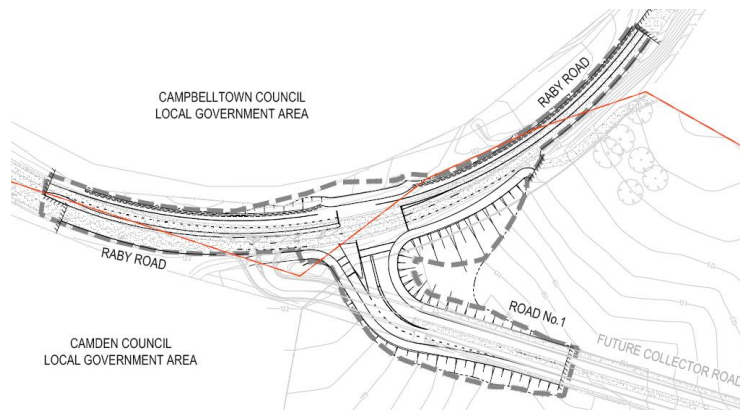 CAMPBELLTOWN COUNCIL
LOCAL GOVERNMENT AREA
RABY ROAD
RABY ROAD
ROAD No.1
FUTURE COLLECTOR ROAD
CAMDEN COUNCIL
LOCAL GOVERNMENT AREA